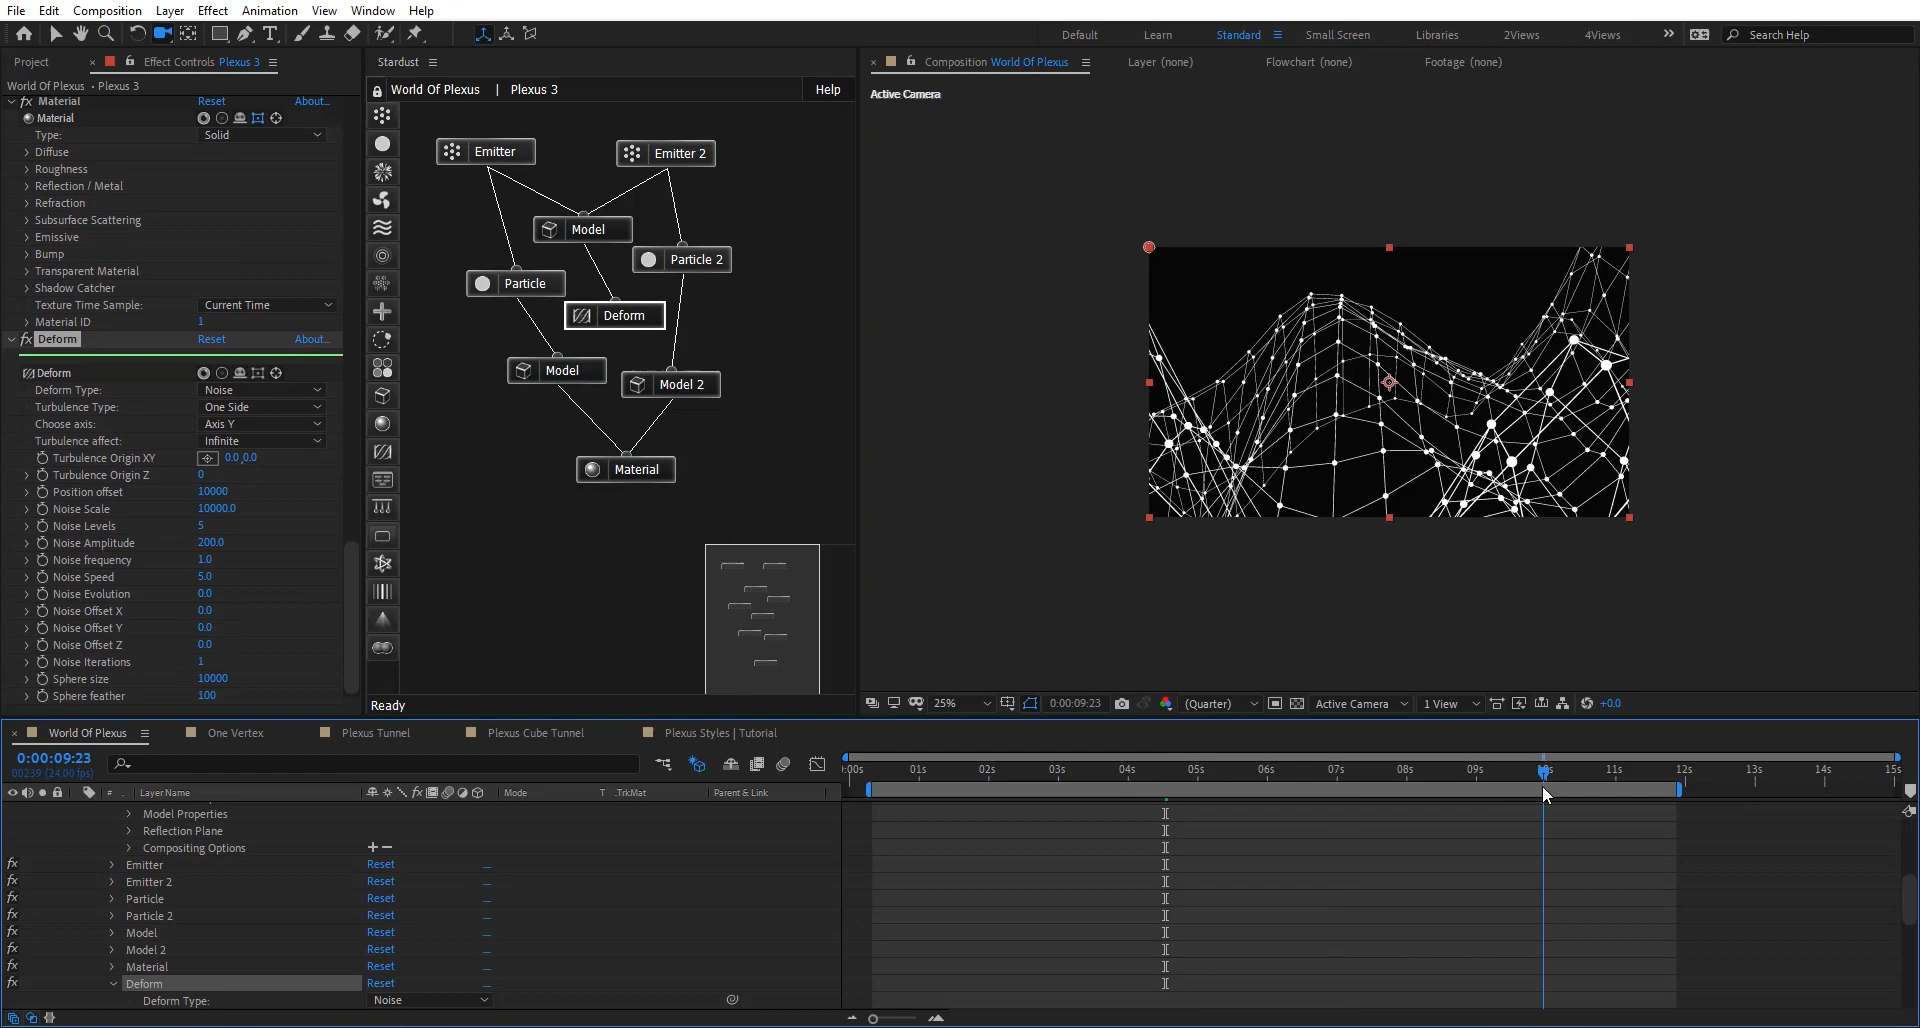 File Edit Composition Layer Effect Animation View Window Help
Default Learn Standard Small Screen Libraries 2Views 4Views Search Help
Project Effect Controls Plexus 3
World Of Plexus • Plexus 3
fx Material Reset About...
Material
Type: Solid
Diffuse
Roughness
Reflection / Metal
Refraction
Subsurface Scattering
Emissive
Bump
Transparent Material
Shadow Catcher
Texture Time Sample: Current Time
Material ID 1
fx Deform Reset About...
Deform
Deform Type: Noise
Turbulence Type: One Side
Choose axis: Axis Y
Turbulence affect: Infinite
Turbulence Origin XY 0.0,0.0
Turbulence Origin Z 0
Position offset 10000
Noise Scale 10000.0
Noise Levels 5
Noise Amplitude 200.0
Noise frequency 1.0
Noise Speed 5.0
Noise Evolution 0.0
Noise Offset X 0.0
Noise Offset Y 0.0
Noise Offset Z 0.0
Noise Iterations 1
Sphere size 10000
Sphere feather 100
Stardust
World Of Plexus | Plexus 3 Help
Emitter
Emitter 2
Model
Particle 2
Particle
Deform
Model
Model 2
Material
Ready
Composition World Of Plexus Layer (none) Flowchart (none) Footage (none)
Active Camera
25% 0:00:09:23 (Quarter) Active Camera 1 View +0.0
World Of Plexus One Vertex Plexus Tunnel Plexus Cube Tunnel Plexus Styles | Tutorial
0:00:09:23
00239 (24.00 fps)
:00s 01s 02s 03s 04s 05s 06s 07s 08s 09s 10s 11s 12s 13s 14s 15s
# Layer Name fx Mode T .TrkMat Parent & Link
Model Properties
Reflection Plane
Compositing Options + −
fx Emitter Reset ...
fx Emitter 2 Reset ...
fx Particle Reset ...
fx Particle 2 Reset ...
fx Model Reset ...
fx Model 2 Reset ...
fx Material Reset ...
fx Deform Reset ...
Deform Type: Noise